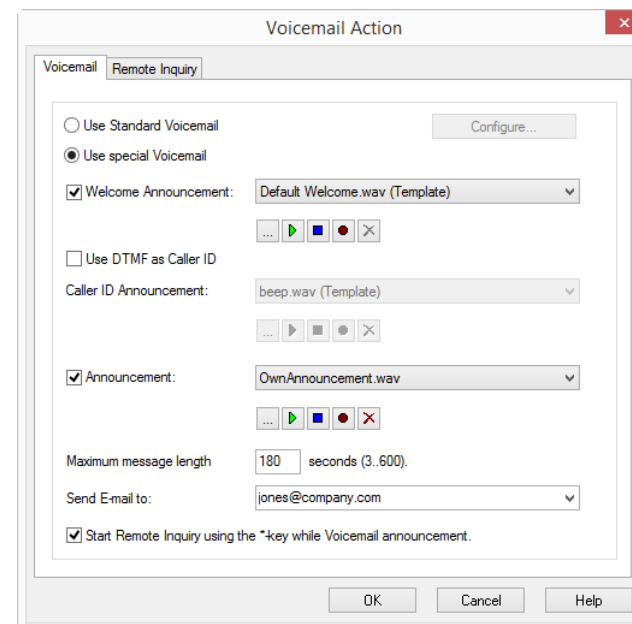 Voicemail Action
Voicemail Remote Inquiry
Use Standard Voicemail Configure...
Use special Voicemail
Welcome Announcement: Default Welcome.wav (Template)
...
Use DTMF as Caller ID
Caller ID Announcement: beep.wav (Template)
...
Announcement: OwnAnnouncement.wav
...
Maximum message length 180 seconds (3..600).
Send E-mail to: jones@company.com
Start Remote Inquiry using the *-key while Voicemail announcement.
OK Cancel Help